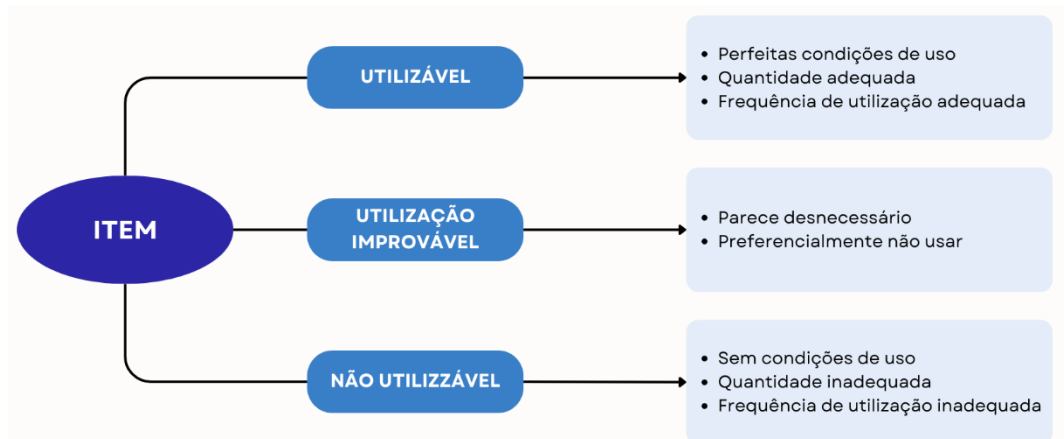 UTILIZÁVEL
• Perfeitas condições de uso
• Quantidade adequada
• Frequência de utilização adequada
ITEM
UTILIZAÇÃO
IMPROVÁVEL
• Parece desnecessário
• Preferencialmente não usar
NÃO UTILIZZÁVEL
• Sem condições de uso
• Quantidade inadequada
• Frequência de utilização inadequada